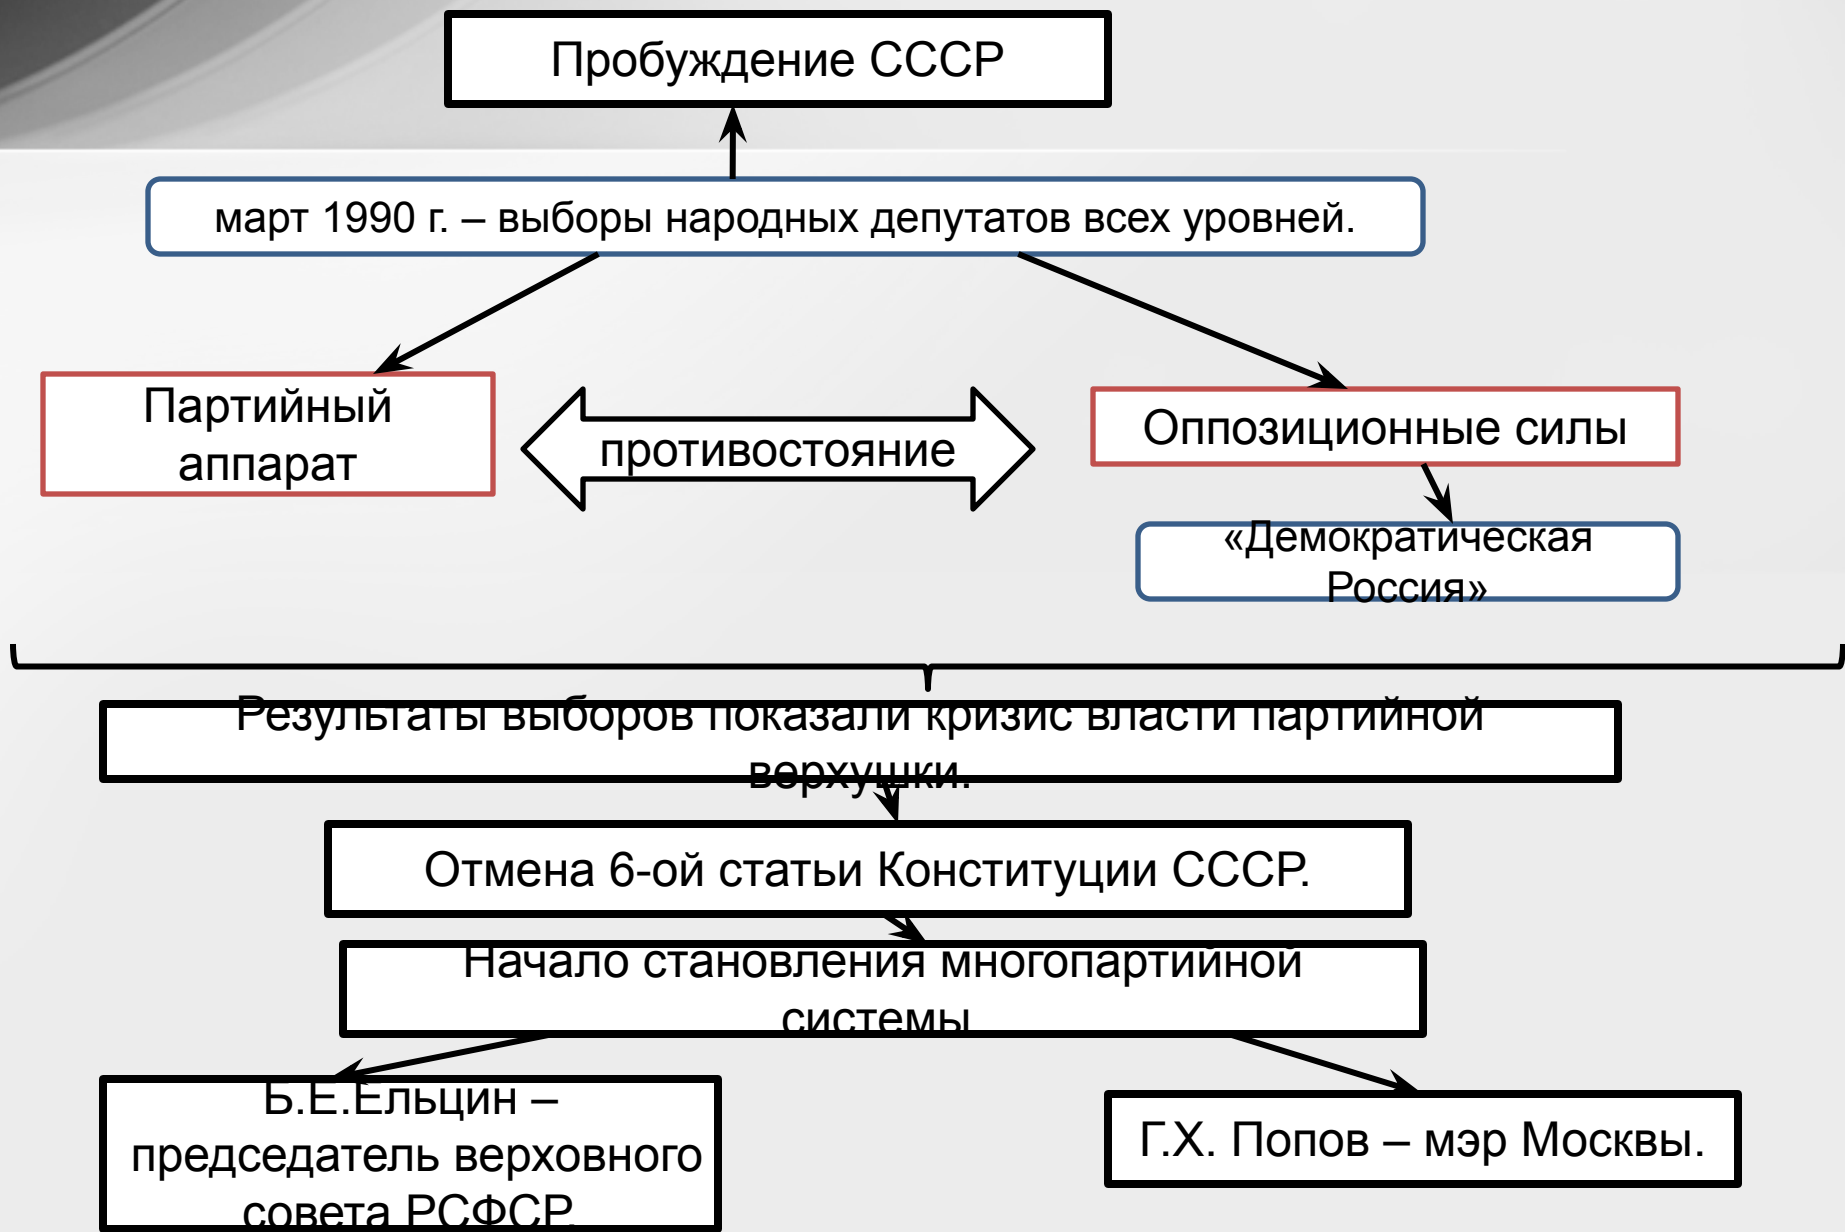 Пробуждение СССР
март 1990 г. – выборы народных депутатов всех уровней.
Партийный
аппарат
противостояние
Оппозиционные силы
«Демократическая
Россия»
Результаты выборов показали кризис власти партийной
верхушки.
Отмена 6-ой статьи Конституции СССР.
Начало становления многопартийной
системы
Б.Е.Ельцин –
председатель верховного
совета РСФСР.
Г.Х. Попов – мэр Москвы.